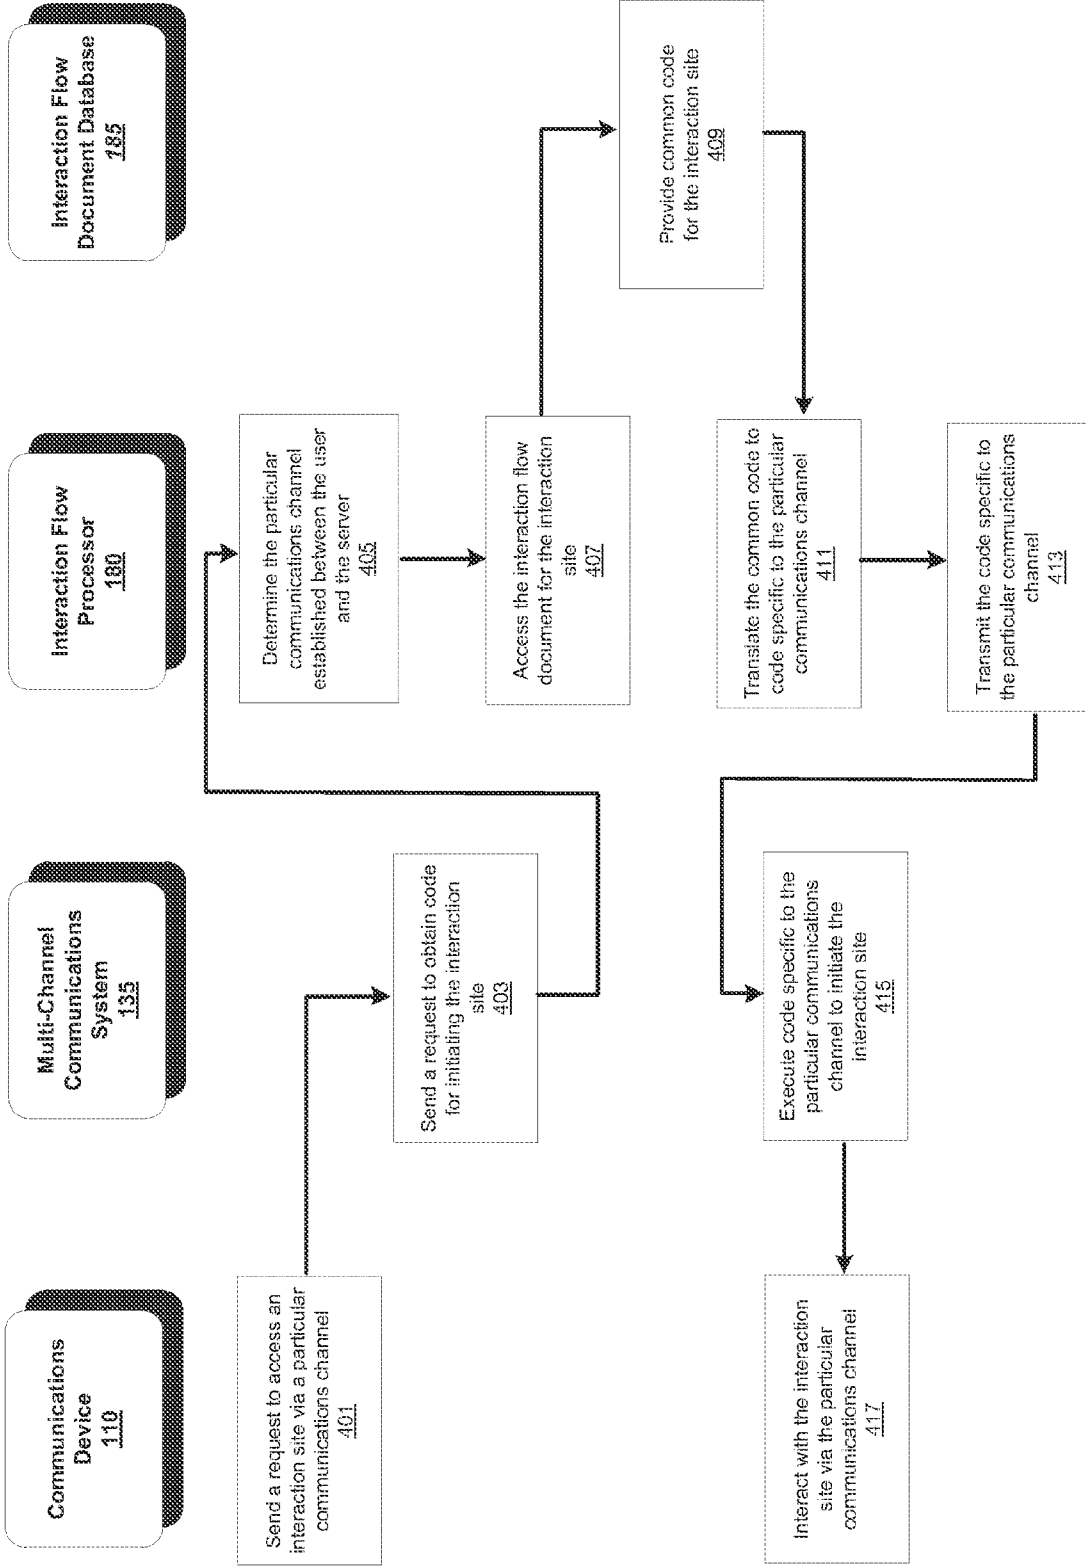 Communications
Device
110
Multi-Channel
Communications
System
135
Interaction Flow
Processor
180
Interaction Flow
Document Database
185
Send a request to access an
interaction site via a particular
communications channel
401
Send a request to obtain code
for initiating the interaction
site
403
Determine the particular
communications channel
established between the user
and the server
405
Access the interaction flow
document for the interaction
site
407
Provide common code
for the interaction site
409
Translate the common code to
code specific to the particular
communications channel
411
Transmit the code specific to
the particular communications
channel
413
Execute code specific to the
particular communications
channel to initiate the
interaction site
415
Interact with the interaction
site via the particular
communications channel
417